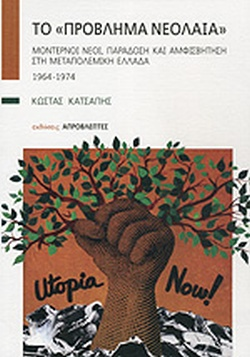 ΤΟ «ΠΡΟΒΛΗΜΑ ΝΕΟΛΑΙΑ»
ΜΟΝΤΕΡΝΟΙ ΝΕΟΙ, ΠΑΡΑΔΟΣΗ ΚΑΙ ΑΜΦΙΣΒΗΤΗΣΗ
ΣΤΗ ΜΕΤΑΠΟΛΕΜΙΚΗ ΕΛΛΑΔΑ
1964-1974
ΚΩΣΤΑΣ ΚΑΤΣΑΠΗΣ
εκδόσεις ΑΠΡΟΒΛΕΠΤΕΣ
Utopia Now!